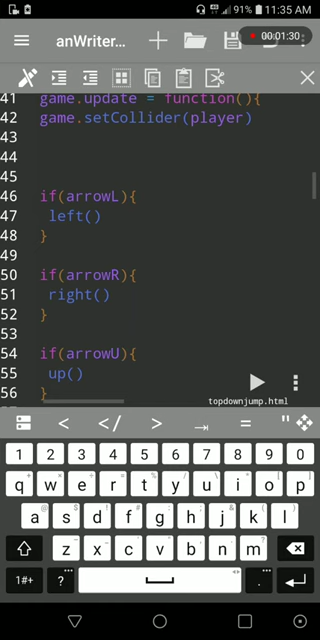 91% 11:35 AM
anWriter... 00:01:30
41 game.update = function(){
42 game.setCollider(player)
43
44
45
46 if(arrowL){
47 left()
48 }
49
50 if(arrowR){
51 right()
52 }
53
54 if(arrowU){
55 up()
56 }
topdownjump.html
< </ > = "
1 2 3 4 5 6 7 8 9 0
q w e r t y u i o p
a s d f g h j k l
z x c v b n m
1#+ ? .